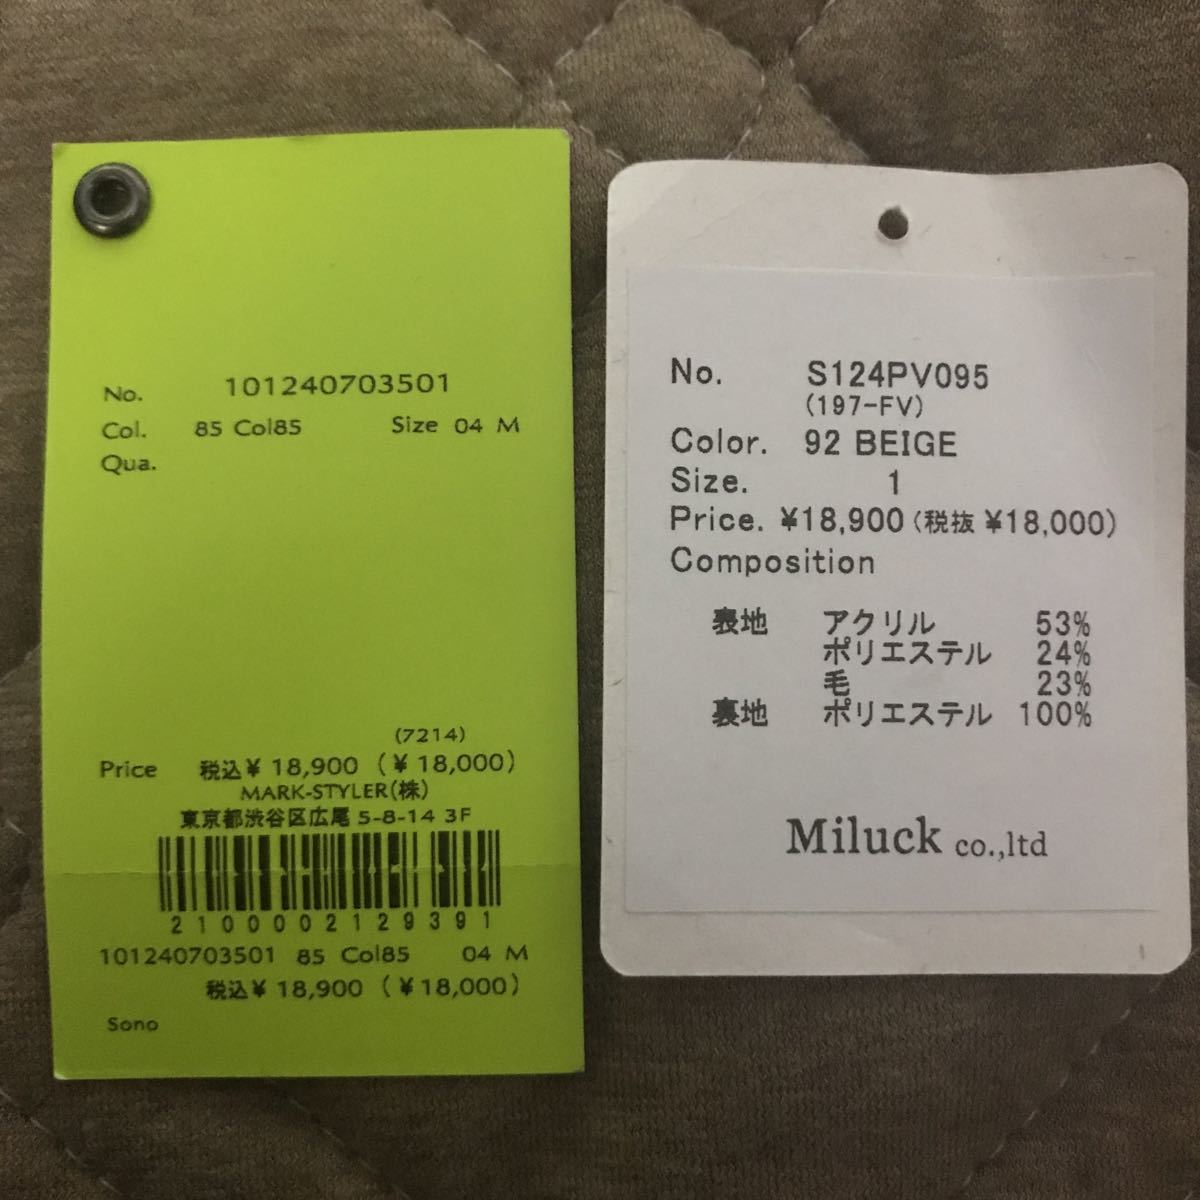 No. 101240703501
Col. 85 Col85 Size 04 M
Qua.
(7214)
Price 税込¥ 18,900 (¥ 18,000)
MARK-STYLER(株)
東京都渋谷区広尾 5-8-14 3F
2100002129391
101240703501 85 Col85 04 M
税込¥ 18,900 (¥18,000)
Sono
No. S124PV095
(197-FV)
Color. 92 BEIGE
Size. 1
Price. ¥18,900(税抜 ¥18,000)
Composition
表地 アクリル 53%
ポリエステル 24%
毛 23%
裏地 ポリエステル 100%
Miluck co.,ltd